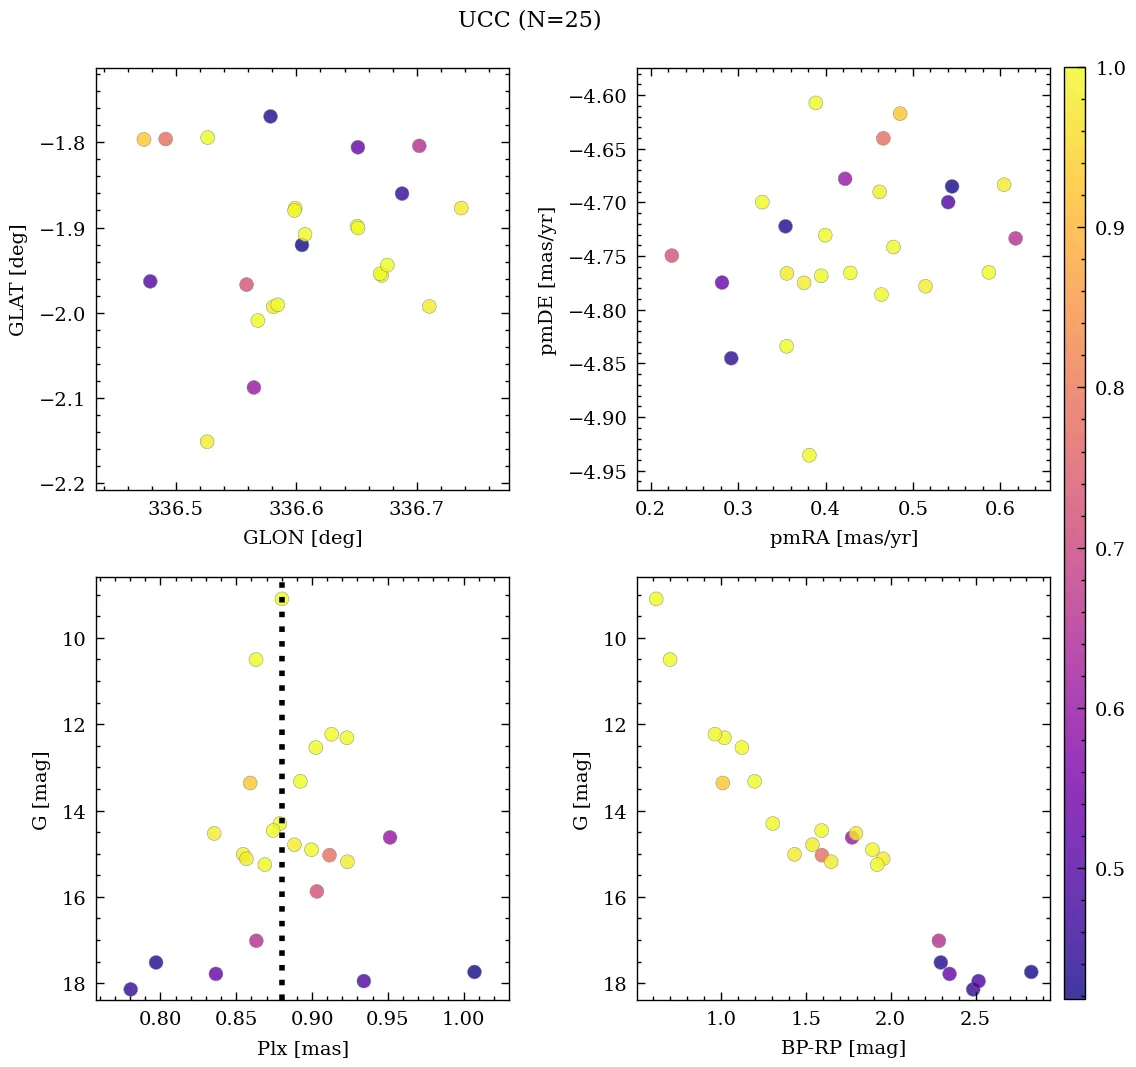 UCC (N=25)
−1.8
−1.9
−2.0
−2.1
−2.2
GLAT [deg]
336.5 336.6 336.7
GLON [deg]
−4.60
−4.65
−4.70
−4.75
−4.80
−4.85
−4.90
−4.95
pmDE [mas/yr]
0.2 0.3 0.4 0.5 0.6
pmRA [mas/yr]
10
12
14
16
18
G [mag]
0.80 0.85 0.90 0.95 1.00
Plx [mas]
10
12
14
16
18
G [mag]
1.0 1.5 2.0 2.5
BP-RP [mag]
1.0
0.9
0.8
0.7
0.6
0.5